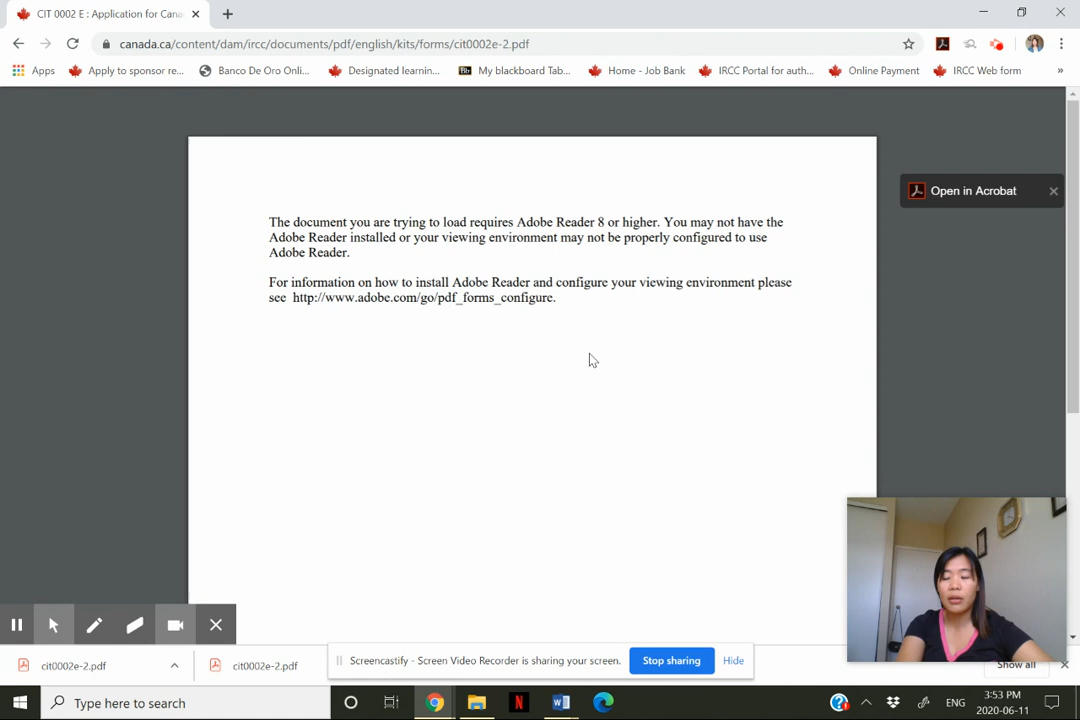 CIT 0002 E : Application for Cana
canada.ca/content/dam/ircc/documents/pdf/english/kits/forms/cit0002e-2.pdf
Apps
Apply to sponsor re...
Banco De Oro Onli...
Designated learnin...
Bb
My blackboard Tab...
Home - Job Bank
IRCC Portal for auth...
Online Payment
IRCC Web form
»
Open in Acrobat
The document you are trying to load requires Adobe Reader 8 or higher. You may not have the
Adobe Reader installed or your viewing environment may not be properly configured to use
Adobe Reader.
For information on how to install Adobe Reader and configure your viewing environment please
see http://www.adobe.com/go/pdf_forms_configure.
cit0002e-2.pdf
cit0002e-2.pdf
Screencastify - Screen Video Recorder is sharing your screen.
Stop sharing
Hide
Show all
Type here to search
ENG
3:53 PM
2020-06-11